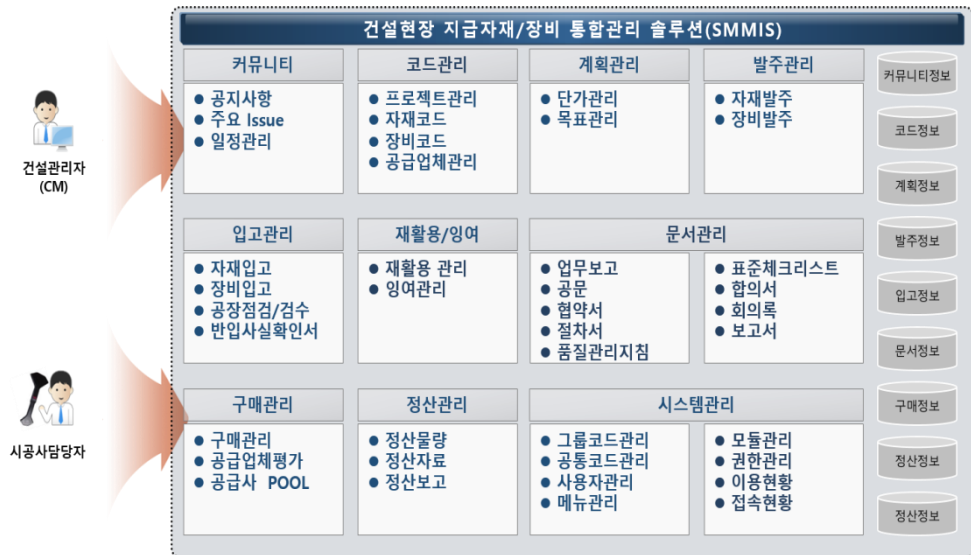 건설현장 지급자재/장비 통합관리 솔루션(SMMIS)
건설관리자
(CM)
시공사담당자
커뮤니티
● 공지사항
● 주요 Issue
● 일정관리
코드관리
● 프로젝트관리
● 자재코드
● 장비코드
● 공급업체관리
계획관리
● 단가관리
● 목표관리
발주관리
● 자재발주
● 장비발주
입고관리
● 자재입고
● 장비입고
● 공장점검/검수
● 반입사실확인서
재활용/잉여
● 재활용 관리
● 잉여관리
문서관리
● 업무보고
● 공문
● 협약서
● 절차서
● 품질관리지침
● 표준체크리스트
● 합의서
● 회의록
● 보고서
구매관리
● 구매관리
● 공급업체평가
● 공급사 POOL
정산관리
● 정산물량
● 정산자료
● 정산보고
시스템관리
● 그룹코드관리
● 공통코드관리
● 사용자관리
● 메뉴관리
● 모듈관리
● 권한관리
● 이용현황
● 접속현황
커뮤니티정보
코드정보
계획정보
발주정보
입고정보
문서정보
구매정보
정산정보
정산정보